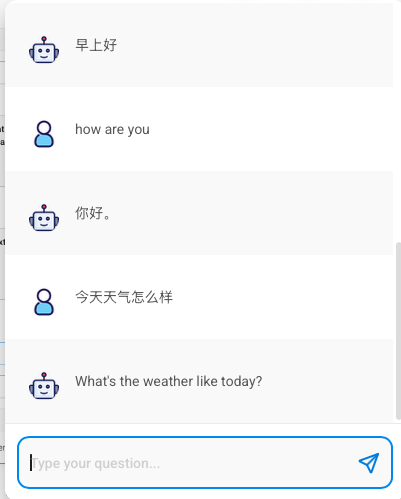 早上好
how are you
你好。
今天天气怎么样
What's the weather like today?
Type your question...